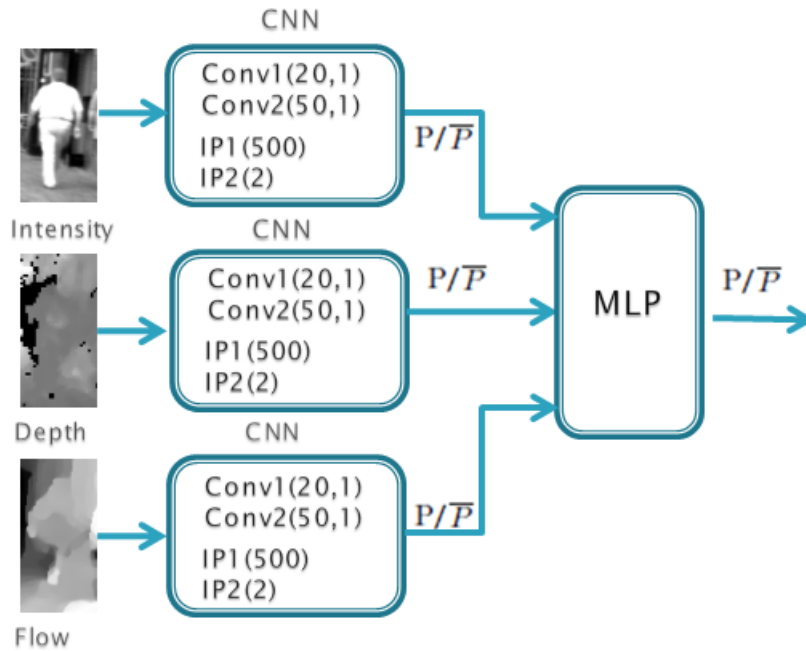 CNN
Conv1(20,1)
Conv2(50,1)
IP1(500)
IP2(2)
P/P̅
Intensity
CNN
Conv1(20,1)
Conv2(50,1)
IP1(500)
IP2(2)
P/P̅
MLP
P/P̅
Depth
CNN
Conv1(20,1)
Conv2(50,1)
IP1(500)
IP2(2)
P/P̅
Flow